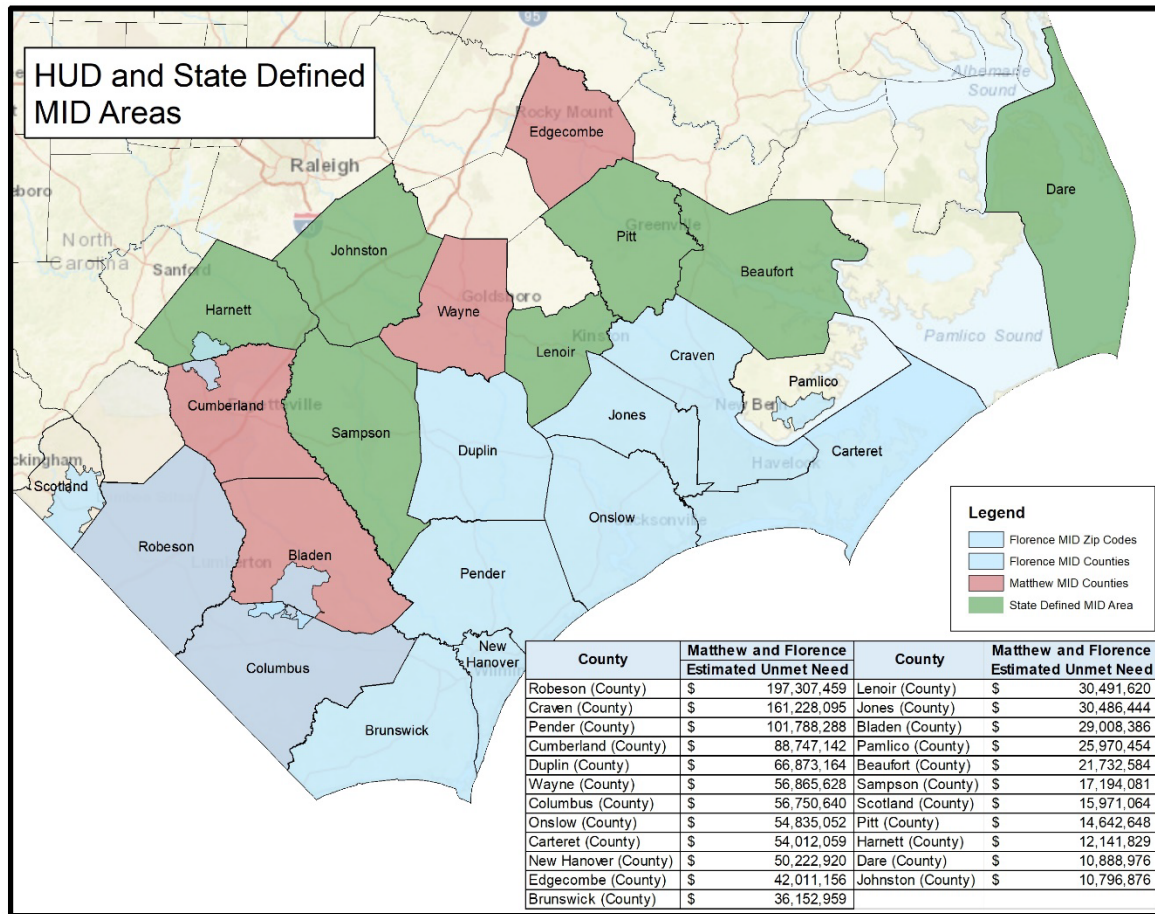 95
HUD and State Defined
MID Areas
Albemarle
Sound
Rocky Mount
Edgecombe
Raleigh
Dare
Greenville
Pitt
North
Carolina
Johnston
Sanford
Beaufort
Goldsboro
Harnett
Wayne
Pamlico Sound
Kinston
Lenoir
Craven
Pamlico
Cumberland
New Bern
Jones
Sampson
Duplin
Carteret
Havelock
Scotland
Onslow
Robeson
Bladen
Pender
Columbus
New
Hanover
Brunswick
Legend
Florence MID Zip Codes
Florence MID Counties
Matthew MID Counties
State Defined MID Area
County Matthew and Florence Estimated Unmet Need County Matthew and Florence Estimated Unmet Need
Robeson (County) $ 197,307,459 Lenoir (County) $ 30,491,620
Craven (County) $ 161,228,095 Jones (County) $ 30,486,444
Pender (County) $ 101,788,288 Bladen (County) $ 29,008,386
Cumberland (County) $ 88,747,142 Pamlico (County) $ 25,970,454
Duplin (County) $ 66,873,164 Beaufort (County) $ 21,732,584
Wayne (County) $ 56,865,628 Sampson (County) $ 17,194,081
Columbus (County) $ 56,750,640 Scotland (County) $ 15,971,064
Onslow (County) $ 54,835,052 Pitt (County) $ 14,642,648
Carteret (County) $ 54,012,059 Harnett (County) $ 12,141,829
New Hanover (County) $ 50,222,920 Dare (County) $ 10,888,976
Edgecombe (County) $ 42,011,156 Johnston (County) $ 10,796,876
Brunswick (County) $ 36,152,959